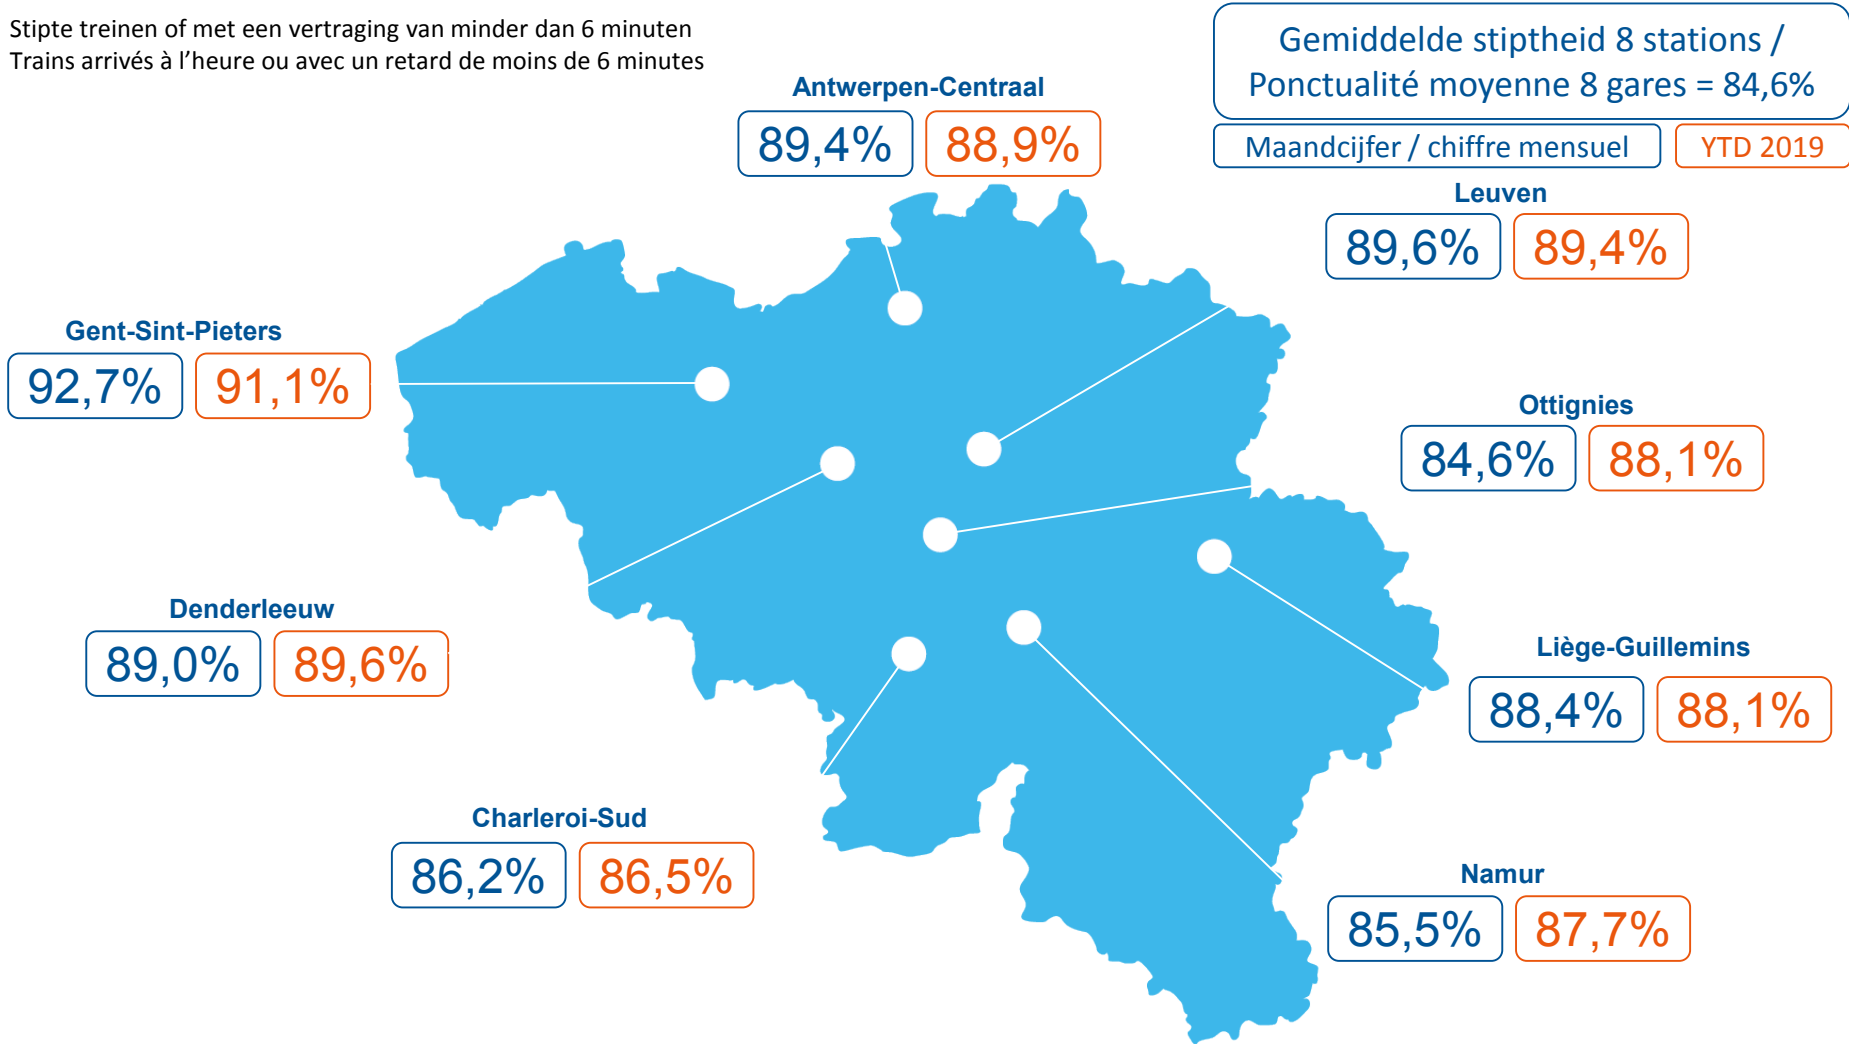 Stipte treinen of met een vertraging van minder dan 6 minuten
Trains arrivés à l’heure ou avec un retard de moins de 6 minutes
Gemiddelde stiptheid 8 stations /
Ponctualité moyenne 8 gares = 84,6%
Maandcijfer / chiffre mensuel YTD 2019
Antwerpen-Centraal
89,4% 88,9%
Leuven
89,6% 89,4%
Gent-Sint-Pieters
92,7% 91,1%
Ottignies
84,6% 88,1%
Denderleeuw
89,0% 89,6%
Liège-Guillemins
88,4% 88,1%
Charleroi-Sud
86,2% 86,5%
Namur
85,5% 87,7%